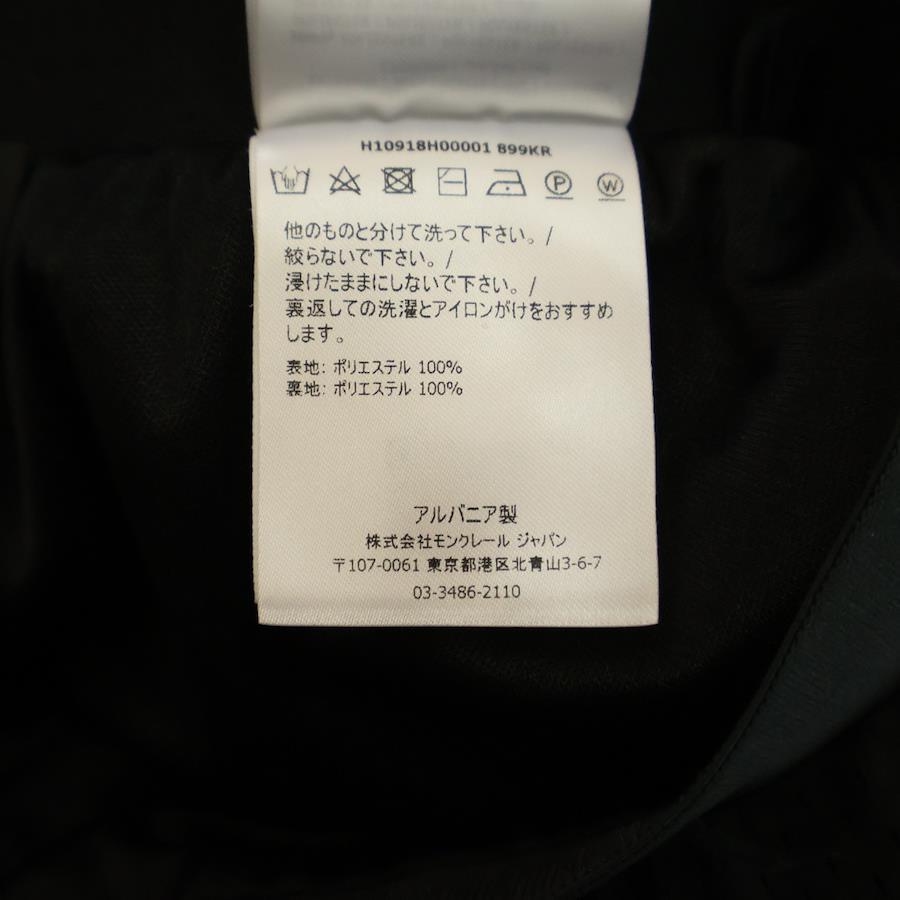 H10918H00001 899KR
P
W
他のものと分けて洗って下さい。/
絞らないで下さい。/
浸けたままにしないで下さい。/
裏返しての洗濯とアイロンがけをおすすめ
します。
表地: ポリエステル 100%
裏地: ポリエステル 100%
アルバニア製
株式会社モンクレール ジャパン
〒107-0061 東京都港区北青山3-6-7
03-3486-2110